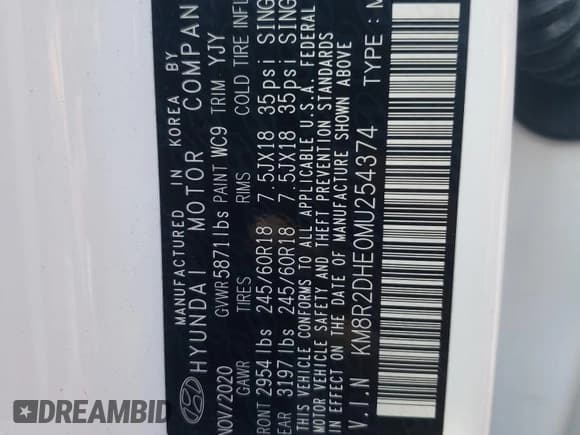 MANUFACTURED IN KOREA BY
HYUNDAI MOTOR COMPAN
NOV/2020 GVWR 5871lbs PAINT WC9 TRIM YJY
GAWR TIRES RIMS COLD TIRE INFL
FRONT 2954 lbs 245/60R18 7.5JX18 35psi SING
REAR 3197 lbs 245/60R18 7.5JX18 35psi SING
THIS VEHICLE CONFORMS TO ALL APPLICABLE U.S.A. FEDERAL
MOTOR VEHICLE SAFETY AND THEFT PREVENTION STANDARDS
IN EFFECT ON THE DATE OF MANUFACTURE SHOWN ABOVE
V.I.N KM8R2DHE0MU254374 TYPE : M
DREAMBID